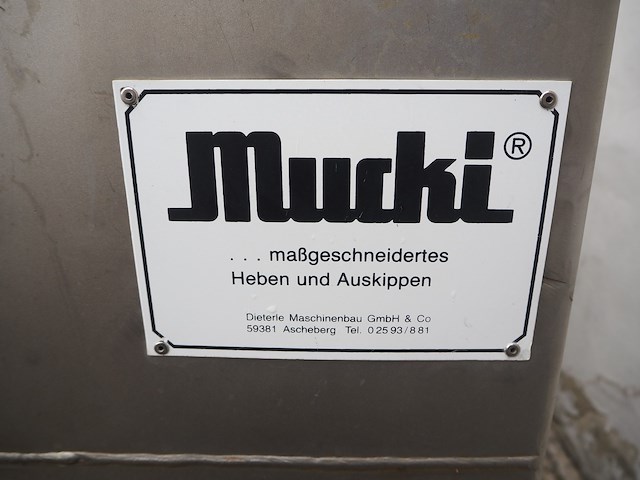 Mucki®
. . . maßgeschneidertes
Heben und Auskippen
Dieterle Maschinenbau GmbH & Co
59381 Ascheberg Tel. 0 25 93 / 8 81